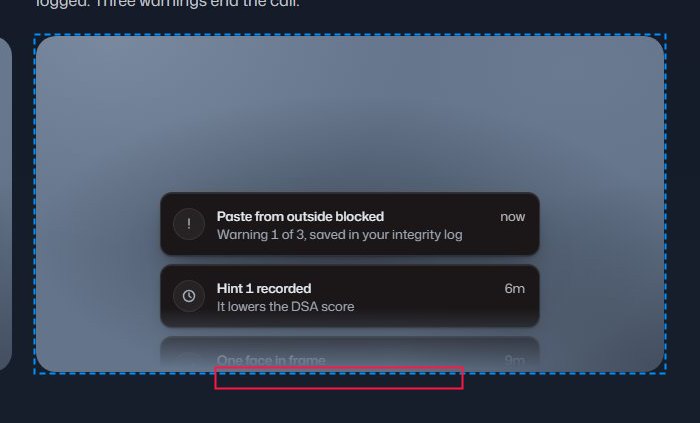 logged. Three warnings end the call.
Paste from outside blocked
now
Warning 1 of 3, saved in your integrity log
Hint 1 recorded
6m
It lowers the DSA score
One face in frame
9m